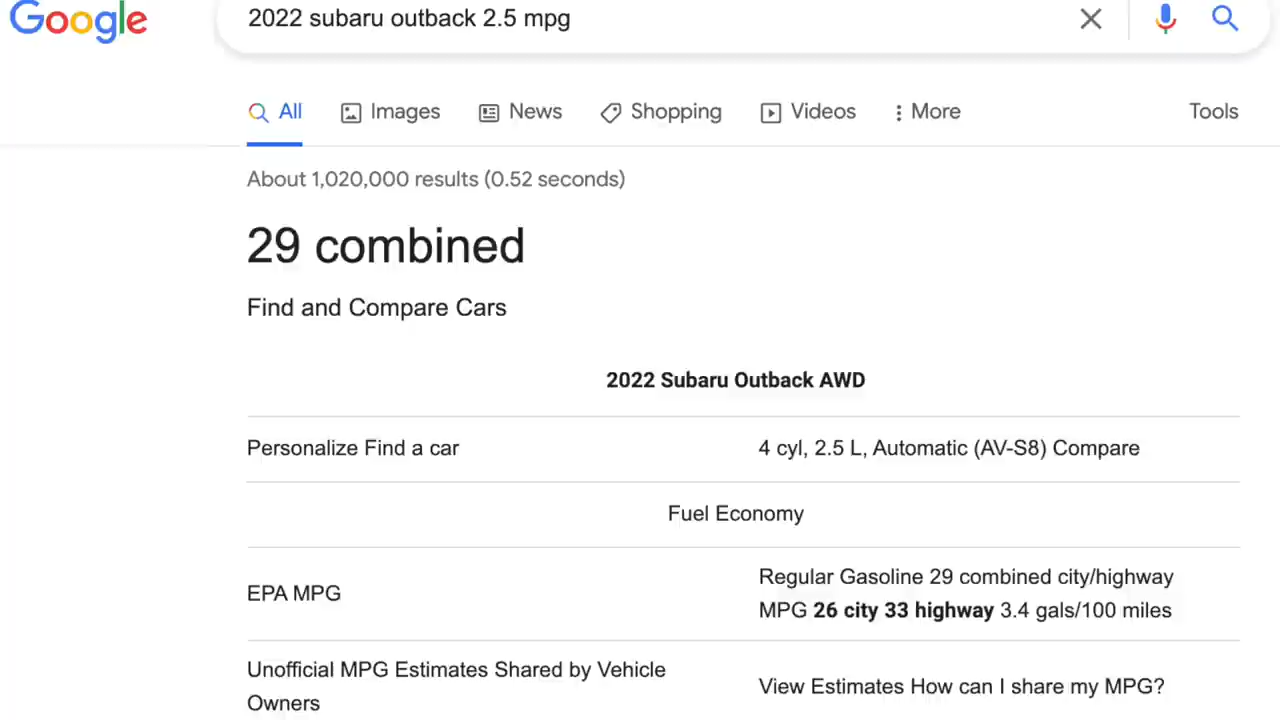 Google
2022 subaru outback 2.5 mpg
All Images News Shopping Videos More Tools
About 1,020,000 results (0.52 seconds)
29 combined
Find and Compare Cars
2022 Subaru Outback AWD
Personalize Find a car 4 cyl, 2.5 L, Automatic (AV-S8) Compare
Fuel Economy
EPA MPG
Regular Gasoline 29 combined city/highway
MPG 26 city 33 highway 3.4 gals/100 miles
Unofficial MPG Estimates Shared by Vehicle
Owners
View Estimates How can I share my MPG?